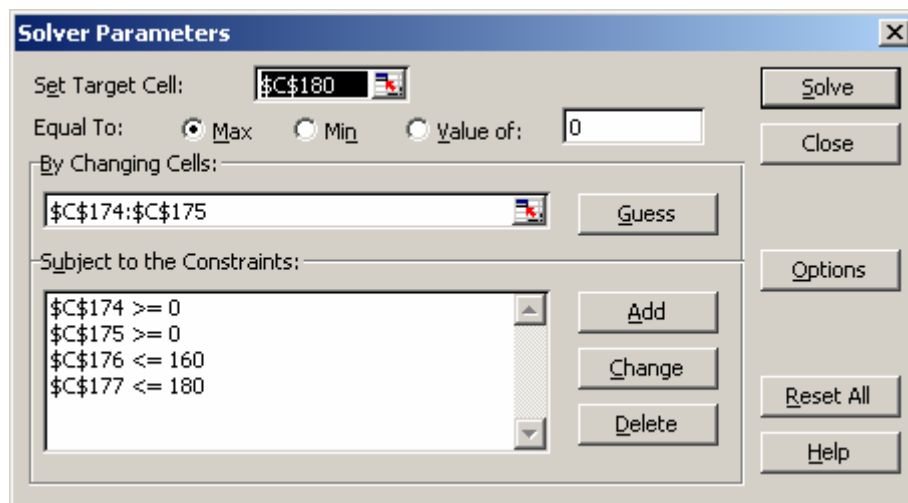 Solver Parameters
Set Target Cell: $C$180 Solve
Equal To: Max Min Value of: 0 Close
By Changing Cells:
$C$174:$C$175 Guess
Subject to the Constraints: Options
$C$174 >= 0 Add
$C$175 >= 0
$C$176 <= 160 Change
$C$177 <= 180 Reset All
Delete
Help